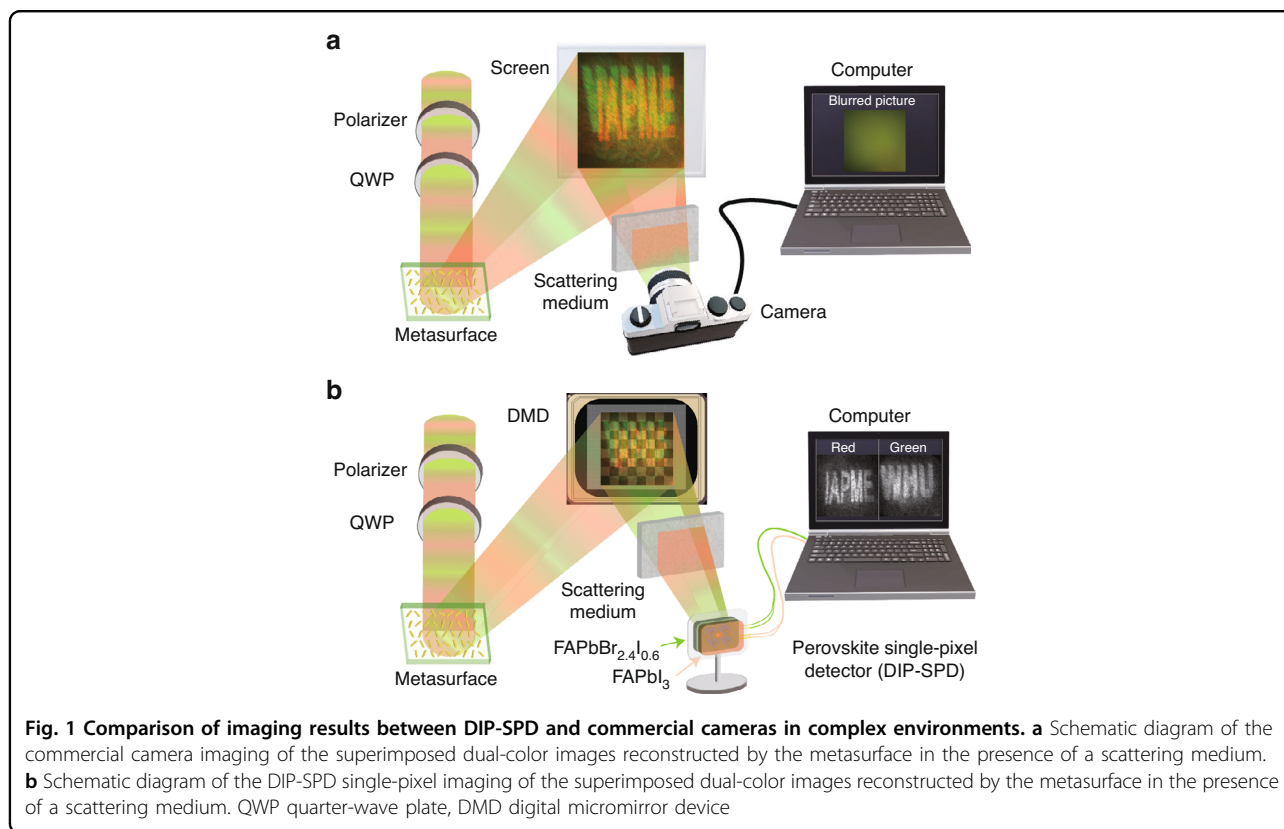 a
Screen
IAPME
Polarizer
QWP
Metasurface
Scattering
medium
Camera
Computer
Blurred picture
b
DMD
Polarizer
QWP
Metasurface
Scattering
medium
FAPbBr2.4I0.6
FAPbI3
Computer
Red Green
IAPME
Perovskite single-pixel
detector (DIP-SPD)
Fig. 1 Comparison of imaging results between DIP-SPD and commercial cameras in complex environments. a Schematic diagram of the
commercial camera imaging of the superimposed dual-color images reconstructed by the metasurface in the presence of a scattering medium.
b Schematic diagram of the DIP-SPD single-pixel imaging of the superimposed dual-color images reconstructed by the metasurface in the presence
of a scattering medium. QWP quarter-wave plate, DMD digital micromirror device